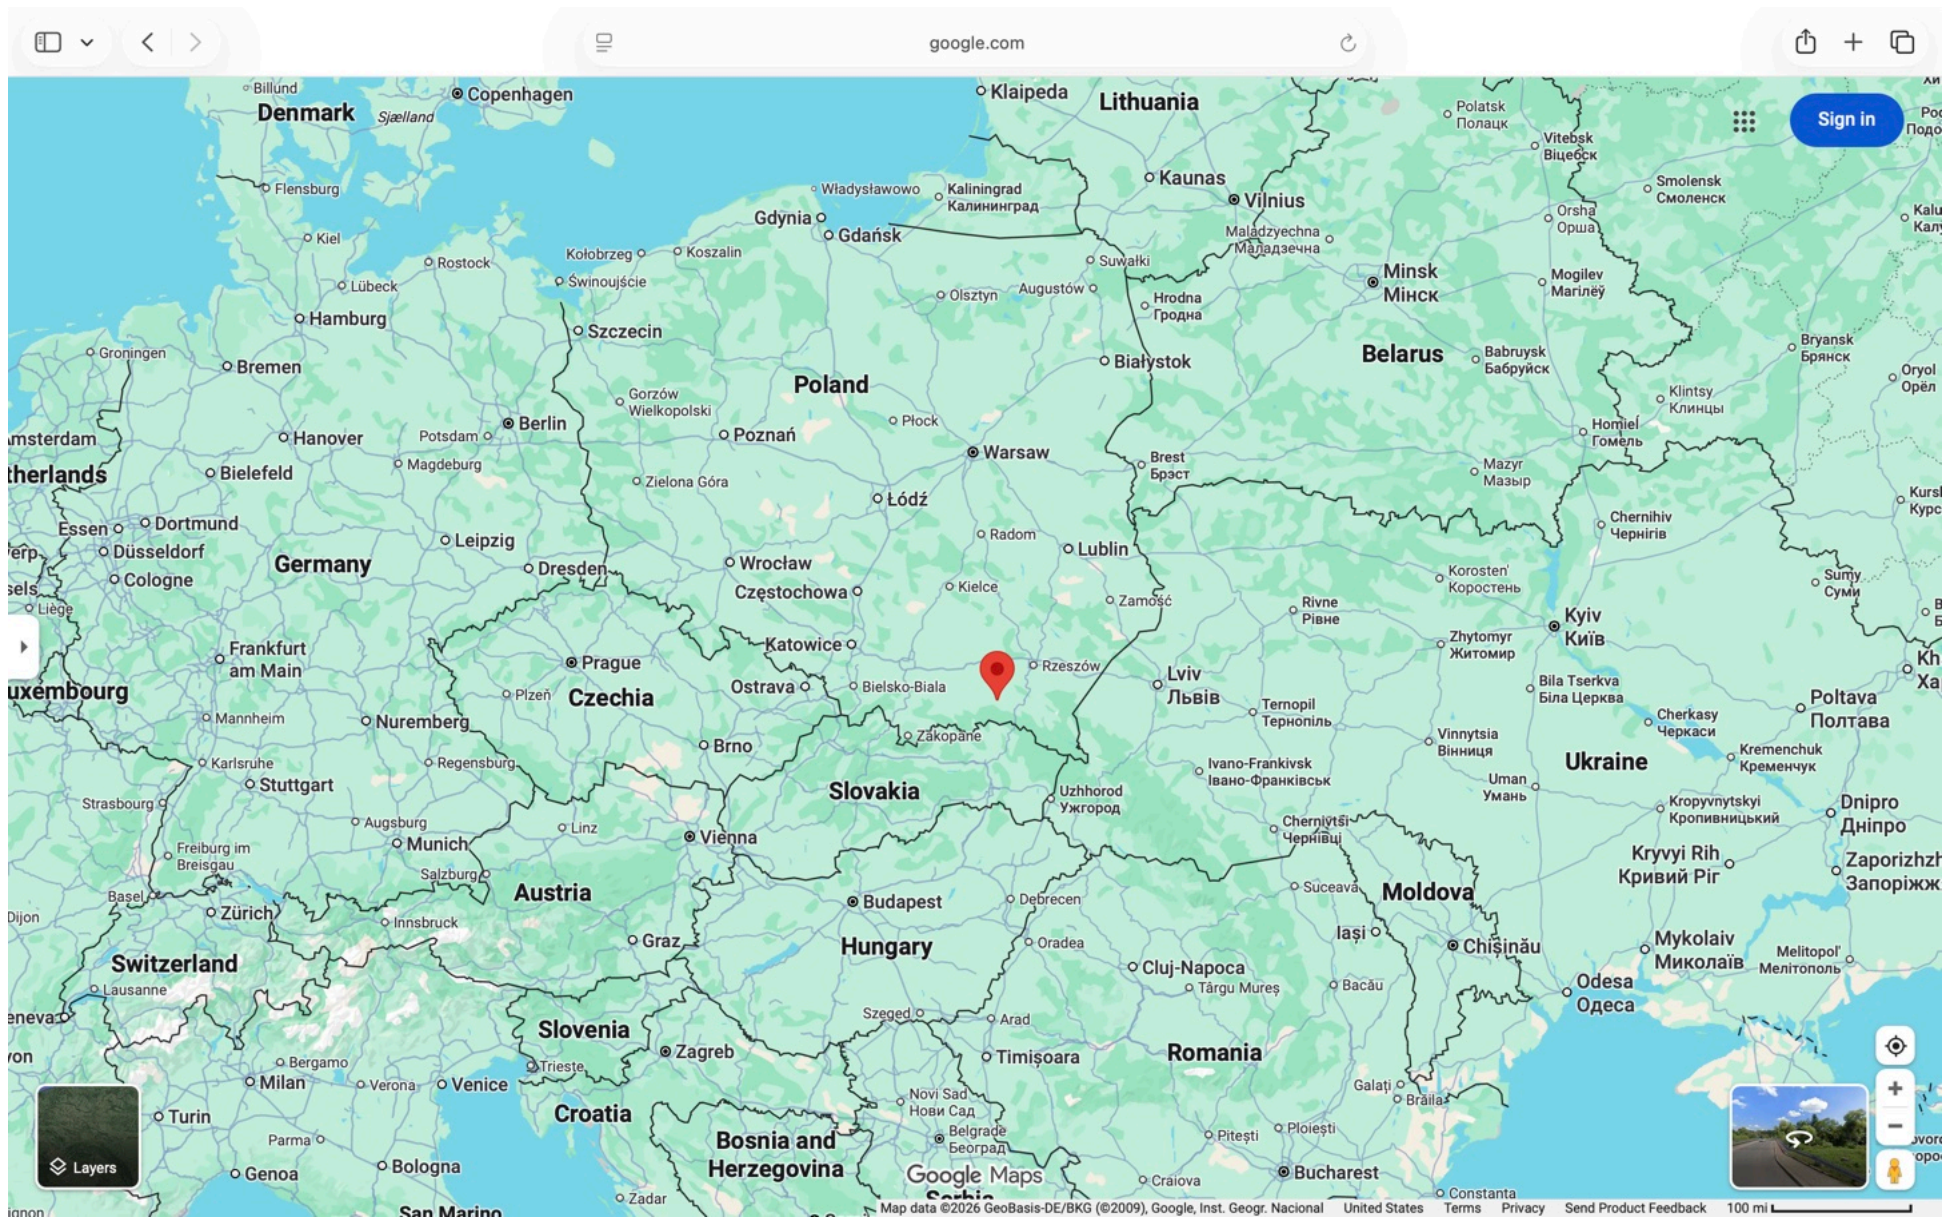 google.com
Billund
Denmark
Copenhagen
Sjælland
Klaipeda
Lithuania
Polatsk
Полацк
Sign in
Vitebsk
Віцебск
Flensburg
Władysławowo
Kaliningrad
Калининград
Kaunas
Vilnius
Smolensk
Смоленск
Gdynia
Gdańsk
Orsha
Орша
Kiel
Maladzyechna
Маладзечна
Kołobrzeg
Koszalin
Rostock
Suwałki
Świnoujście
Lübeck
Olsztyn
Augustów
Minsk
Мінск
Mogilev
Магілёў
Hrodna
Гродна
Hamburg
Szczecin
Groningen
Bremen
Białystok
Belarus
Babruysk
Бабруйск
Bryansk
Брянск
Oryol
Орёл
Poland
Gorzów
Wielkopolski
Klintsy
Клинцы
Płock
Berlin
Potsdam
Hanover
Poznań
Homieĺ
Гомель
Warsaw
Magdeburg
Bielefeld
therlands
Brest
Брэст
Mazyr
Мазыр
Zielona Góra
Łódź
Essen
Dortmund
Düsseldorf
Cologne
Leipzig
Radom
Lublin
Chernihiv
Чернігів
Germany
Dresden
Wrocław
Częstochowa
Kielce
Korosten'
Коростень
Sumy
Суми
Liège
Zamość
Rivne
Рівне
Kyiv
Київ
Frankfurt
am Main
Katowice
Zhytomyr
Житомир
Prague
Rzeszów
Lviv
Львів
uxembourg
Plzeň
Czechia
Ostrava
Bielsko-Biala
Bila Tserkva
Біла Церква
Poltava
Полтава
Mannheim
Nuremberg
Ternopil
Тернопіль
Cherkasy
Черкаси
Zakopane
Brno
Vinnytsia
Вінниця
Kremenchuk
Кременчук
Karlsruhe
Regensburg
Ivano-Frankivsk
Івано-Франківськ
Ukraine
Stuttgart
Slovakia
Uzhhorod
Ужгород
Uman
Умань
Strasbourg
Kropyvnytskyi
Кропивницький
Dnipro
Дніпро
Augsburg
Linz
Vienna
Chernivtsi
Чернівці
Munich
Freiburg im
Breisgau
Salzburg
Kryvyi Rih
Кривий Ріг
Basel
Austria
Budapest
Debrecen
Suceava
Moldova
Zürich
Dijon
Innsbruck
Graz
Hungary
Oradea
Iași
Chișinău
Mykolaiv
Миколаїв
Melitopol'
Мелітополь
Switzerland
Cluj-Napoca
Târgu Mureș
Bacău
Odesa
Одеса
Lausanne
Szeged
Arad
Slovenia
Zagreb
Timișoara
Romania
Bergamo
Trieste
Milan
Verona
Venice
Galați
Brăila
Novi Sad
Нови Сад
Turin
Croatia
Parma
Bosnia and
Herzegovina
Belgrade
Београд
Pitești
Ploiești
Layers
Genoa
Bologna
Google Maps
Craiova
Bucharest
Zadar
Serbia
Constanta
San Marino
Map data ©2026 GeoBasis-DE/BKG (©2009), Google, Inst. Geogr. Nacional United States Terms Privacy Send Product Feedback 100 mi